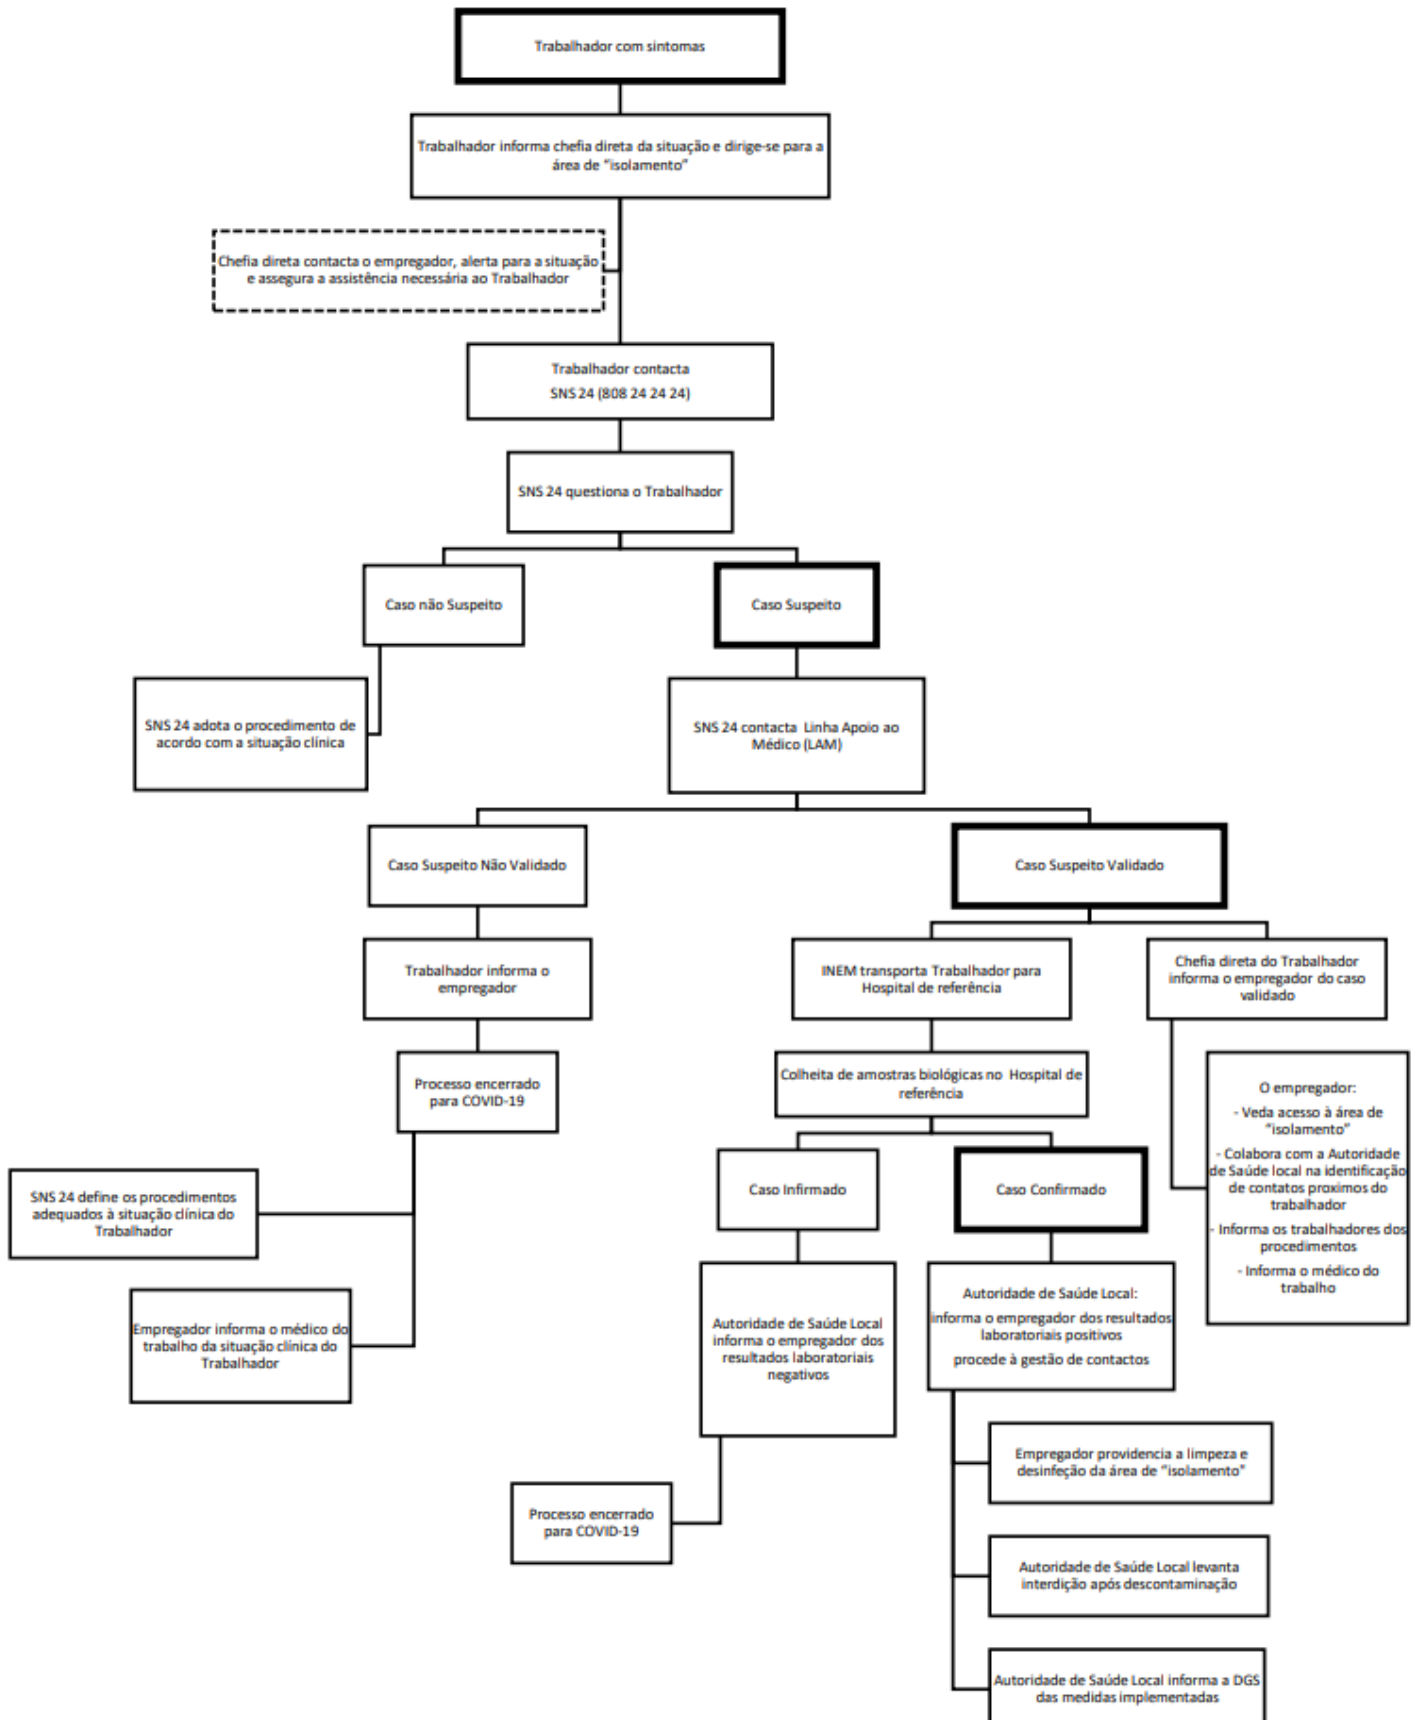 Trabalhador com sintomas
Trabalhador informa chefia direta da situação e dirige-se para a
área de “isolamento”
Chefia direta contacta o empregador, alerta para a situação
e assegura a assistência necessária ao Trabalhador
Trabalhador contacta
SNS 24 (808 24 24 24)
SNS 24 questiona o Trabalhador
Caso não Suspeito
Caso Suspeito
SNS 24 adota o procedimento de
acordo com a situação clínica
SNS 24 contacta Linha Apoio ao
Médico (LAM)
Caso Suspeito Não Validado
Caso Suspeito Validado
Trabalhador informa o
empregador
INEM transporta Trabalhador para
Hospital de referência
Chefia direta do Trabalhador
informa o empregador do caso
validado
Processo encerrado
para COVID-19
Colheita de amostras biológicas no Hospital de
referência
O empregador:
- Veda acesso à área de
“isolamento”
- Colabora com a Autoridade
de Saúde local na identificação
de contatos proximos do
trabalhador
- Informa os trabalhadores dos
procedimentos
- Informa o médico do
trabalho
SNS 24 define os procedimentos
adequados à situação clínica do
Trabalhador
Caso Infirmado
Caso Confirmado
Empregador informa o médico do
trabalho da situação clínica do
Trabalhador
Autoridade de Saúde Local
informa o empregador dos
resultados laboratoriais
negativos
Autoridade de Saúde Local:
informa o empregador dos resultados
laboratoriais positivos
procede à gestão de contactos
Processo encerrado
para COVID-19
Empregador providencia a limpeza e
desinfeção da área de “isolamento”
Autoridade de Saúde Local levanta
interdição após descontaminação
Autoridade de Saúde Local informa a DGS
das medidas implementadas